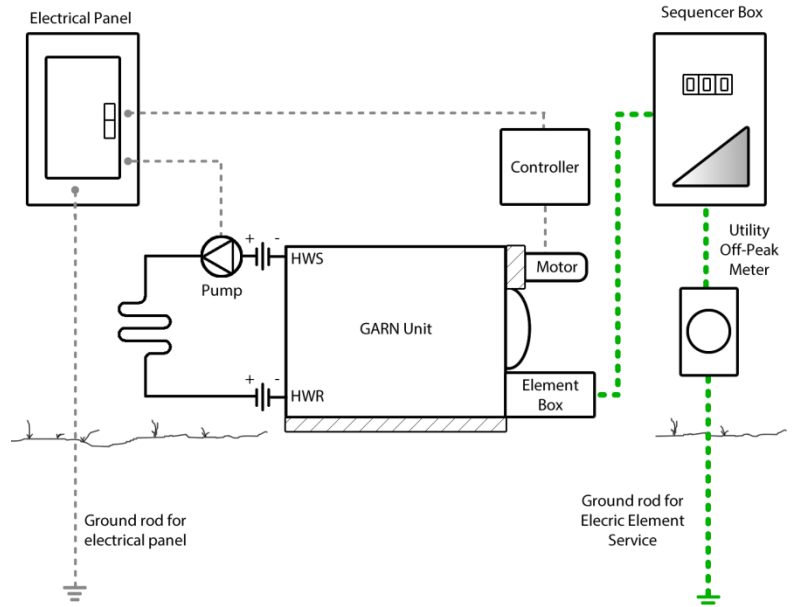 Electrical Panel
Sequencer Box
Controller
Utility
Off-Peak
Meter
+ -
HWS
Motor
Pump
GARN Unit
+ -
HWR
Element
Box
Ground rod for
electrical panel
Ground rod for
Elecric Element
Service